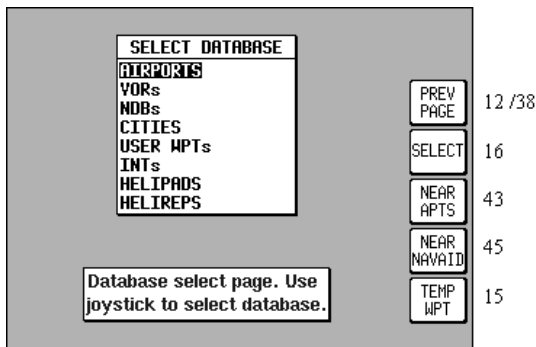 SELECT DATABASE
AIRPORTS
VORs
NDBs
CITIES
USER WPTs
INTs
HELIPADS
HELIREPS
Database select page. Use
joystick to select database.
PREV
PAGE
12 /38
SELECT
16
NEAR
APTS
43
NEAR
NAVAID
45
TEMP
WPT
15